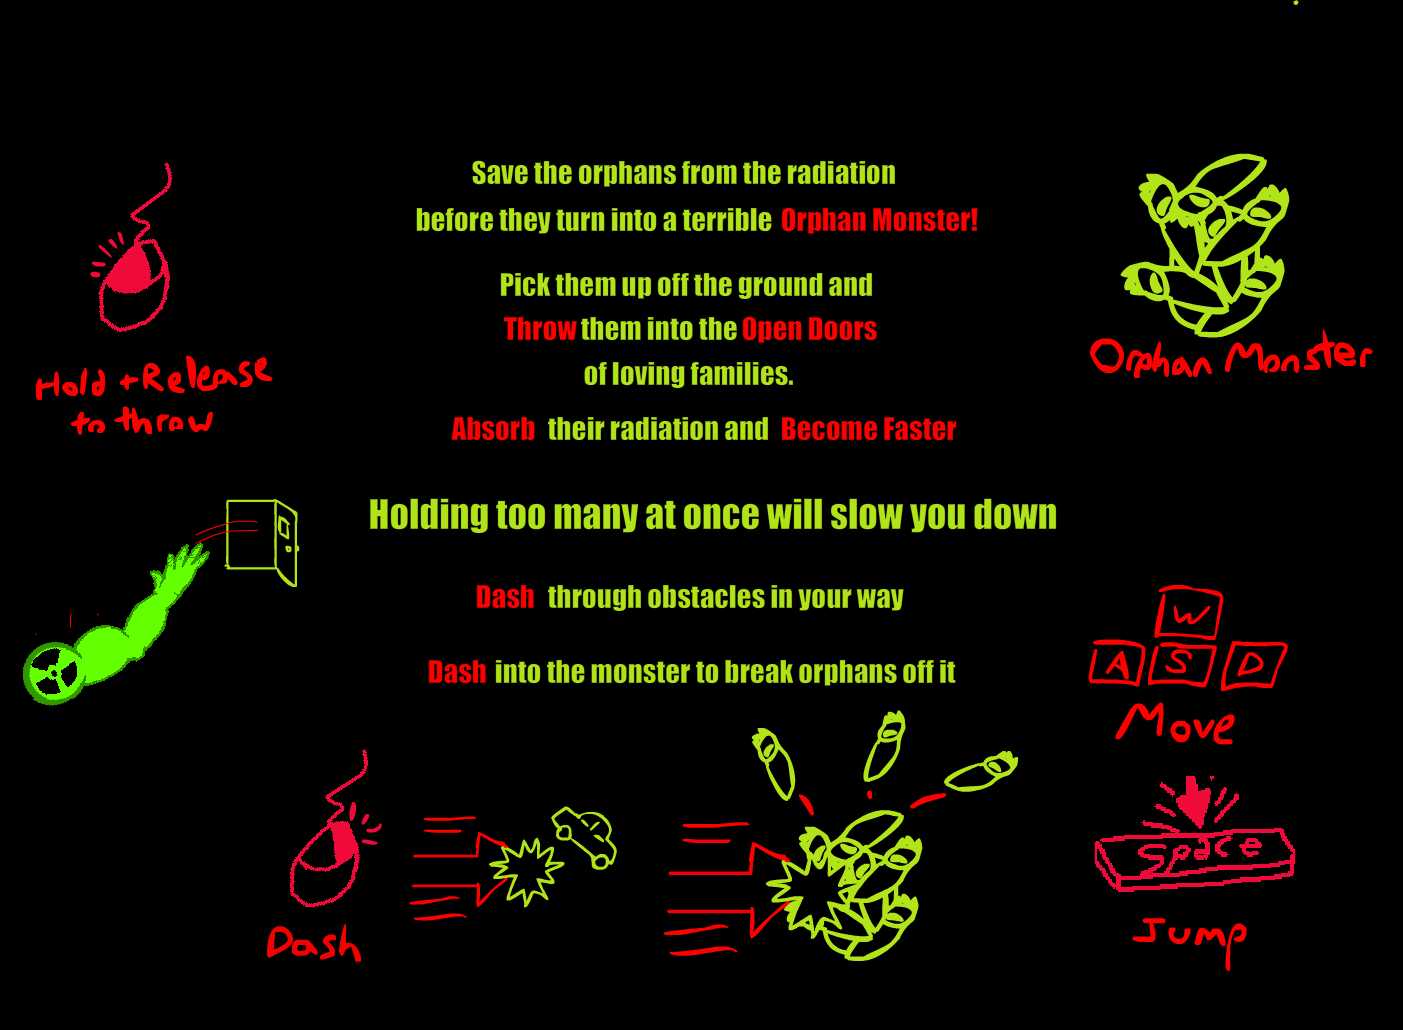 Save the orphans from the radiation
before they turn into a terrible Orphan Monster!
Pick them up off the ground and
Throw them into the Open Doors
of loving families.
Absorb their radiation and Become Faster
Holding too many at once will slow you down
Dash through obstacles in your way
Dash into the monster to break orphans off it
Hold + Release
to throw
Orphan Monster
W
A S D
Move
Space
Jump
Dash